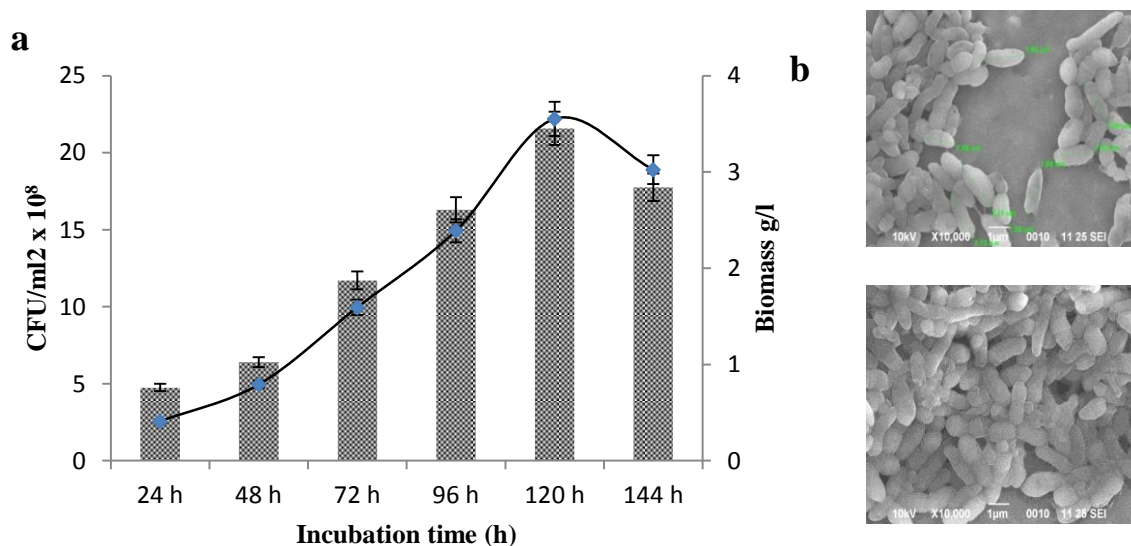 a
25
20
15
10
5
0
CFU/ml2 x 10⁸
4
3
2
1
0
Biomass g/l
24 h 48 h 72 h 96 h 120 h 144 h
Incubation time (h)
b
10kV X10,000 1µm 0010 11 25 SEI
10kV X10,000 1µm 0010 11 25 SEI